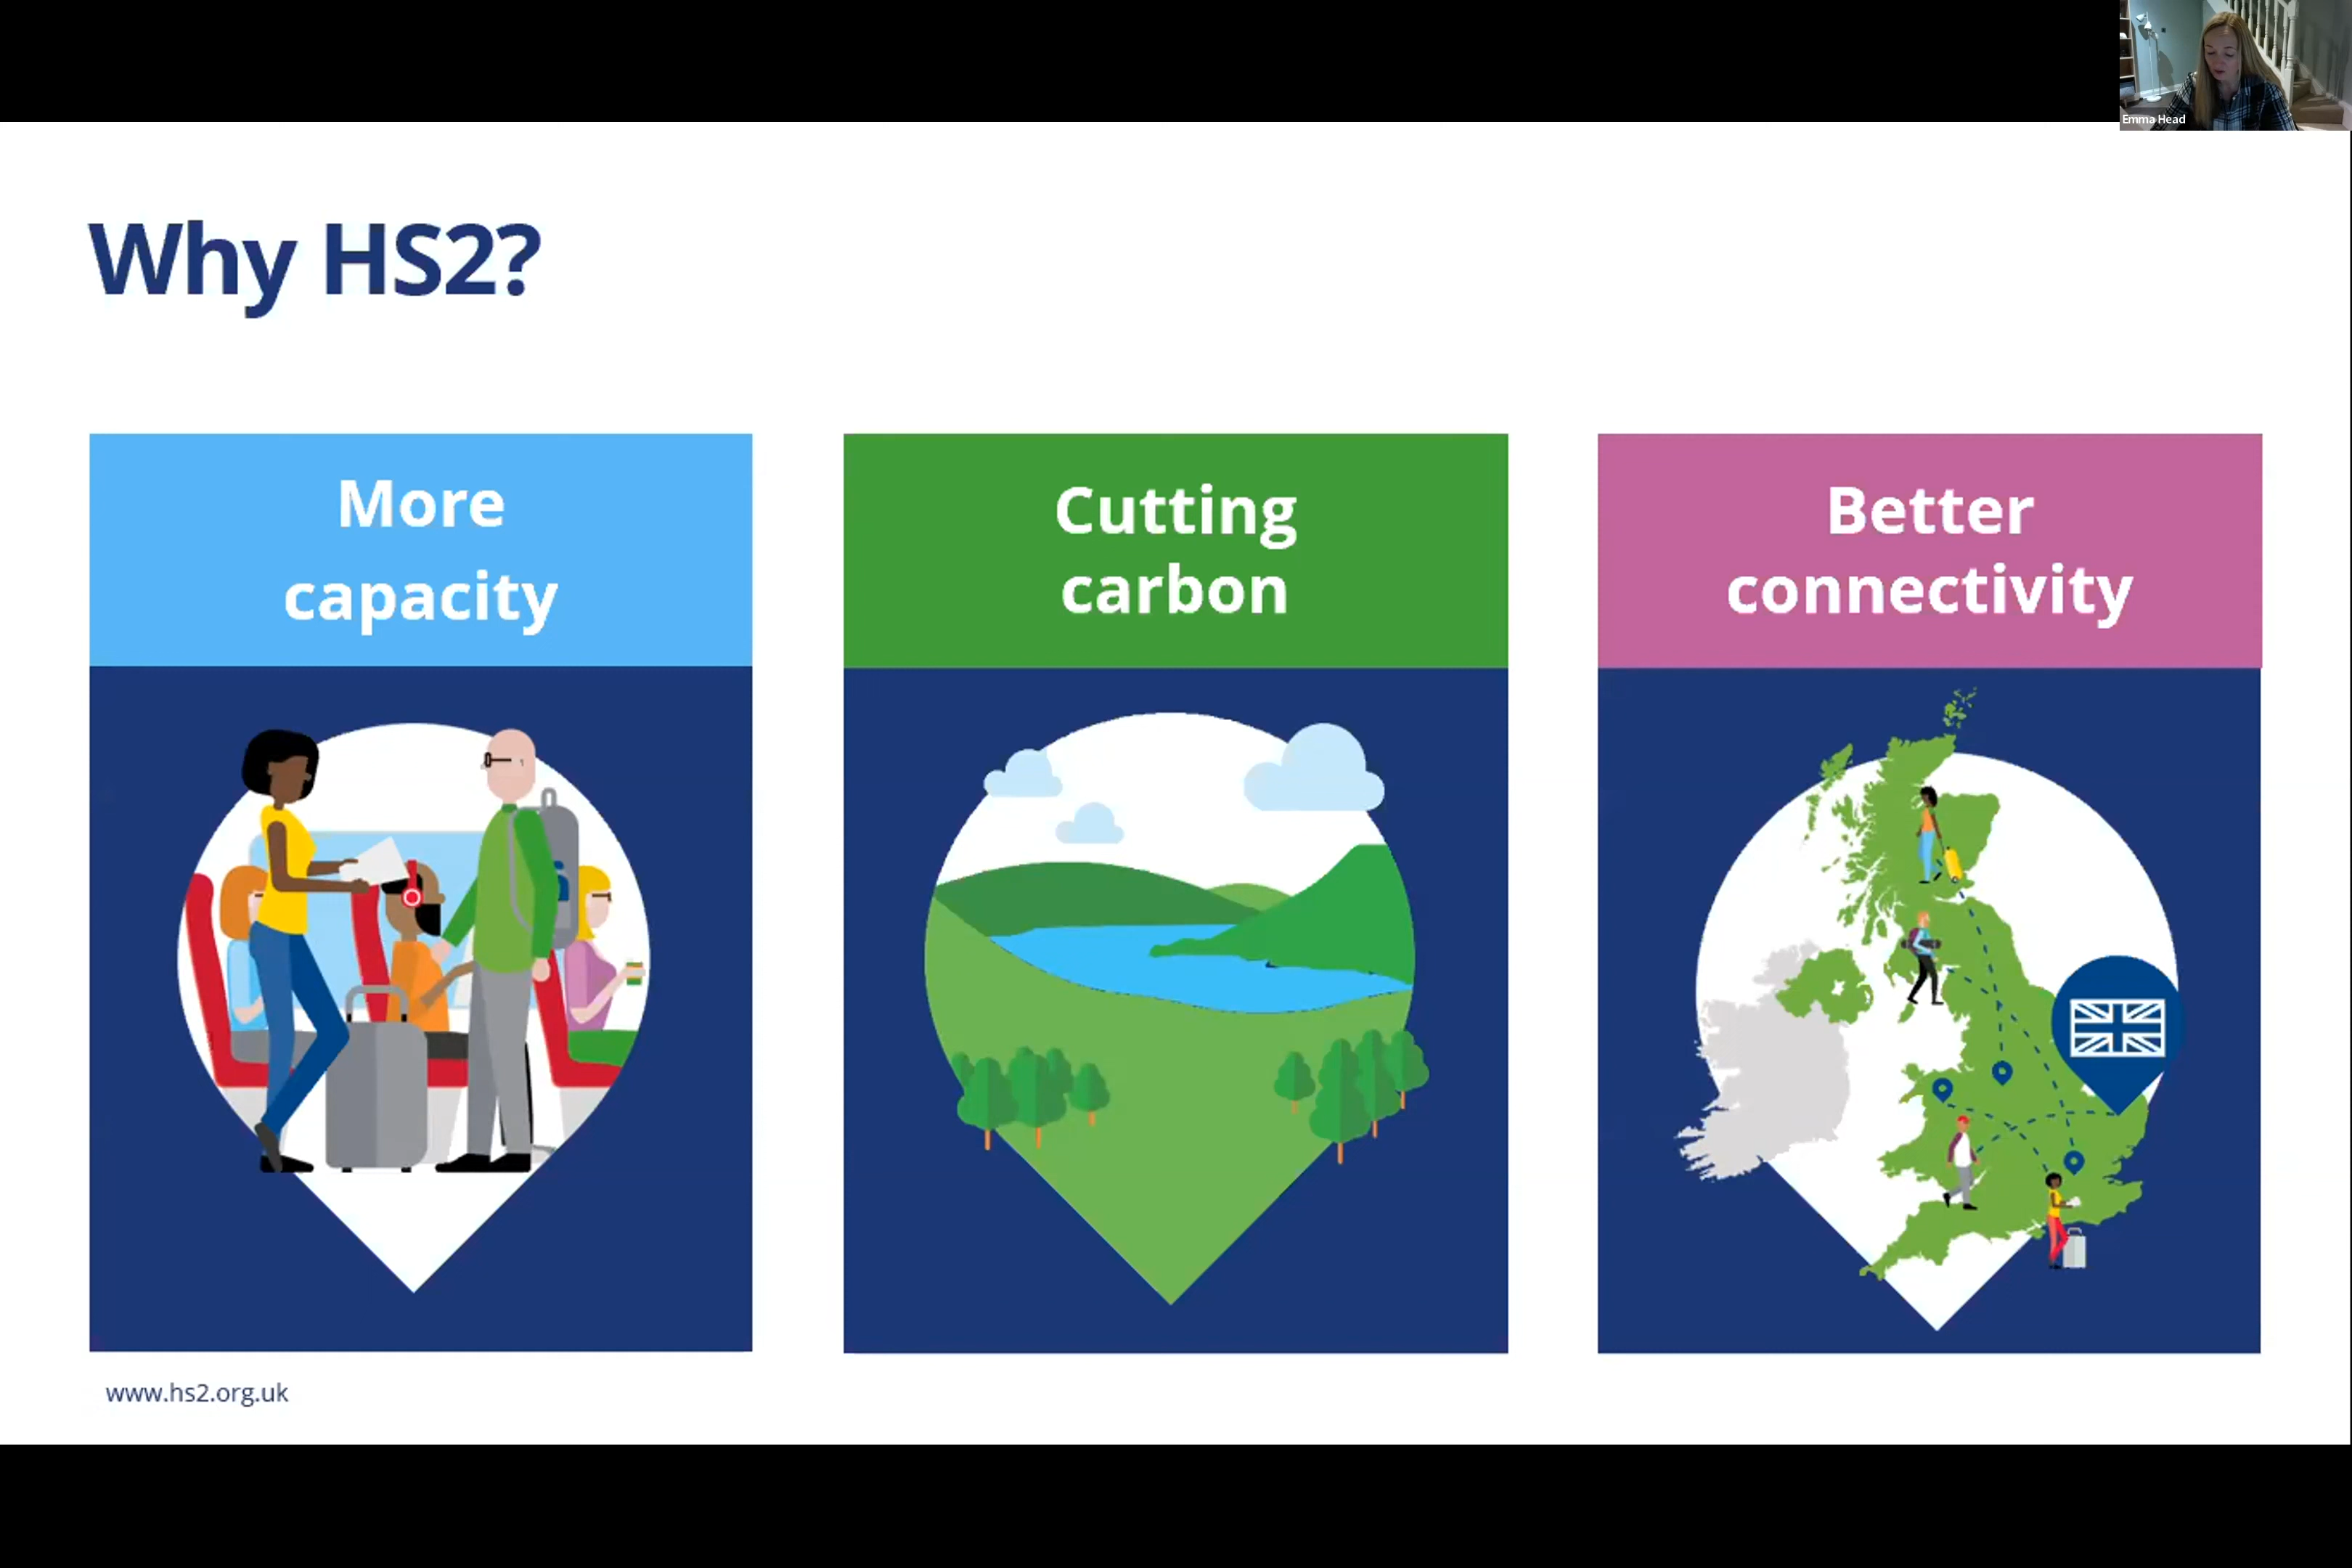 Emma Head
Why HS2?
More
capacity
Cutting
carbon
Better
connectivity
www.hs2.org.uk